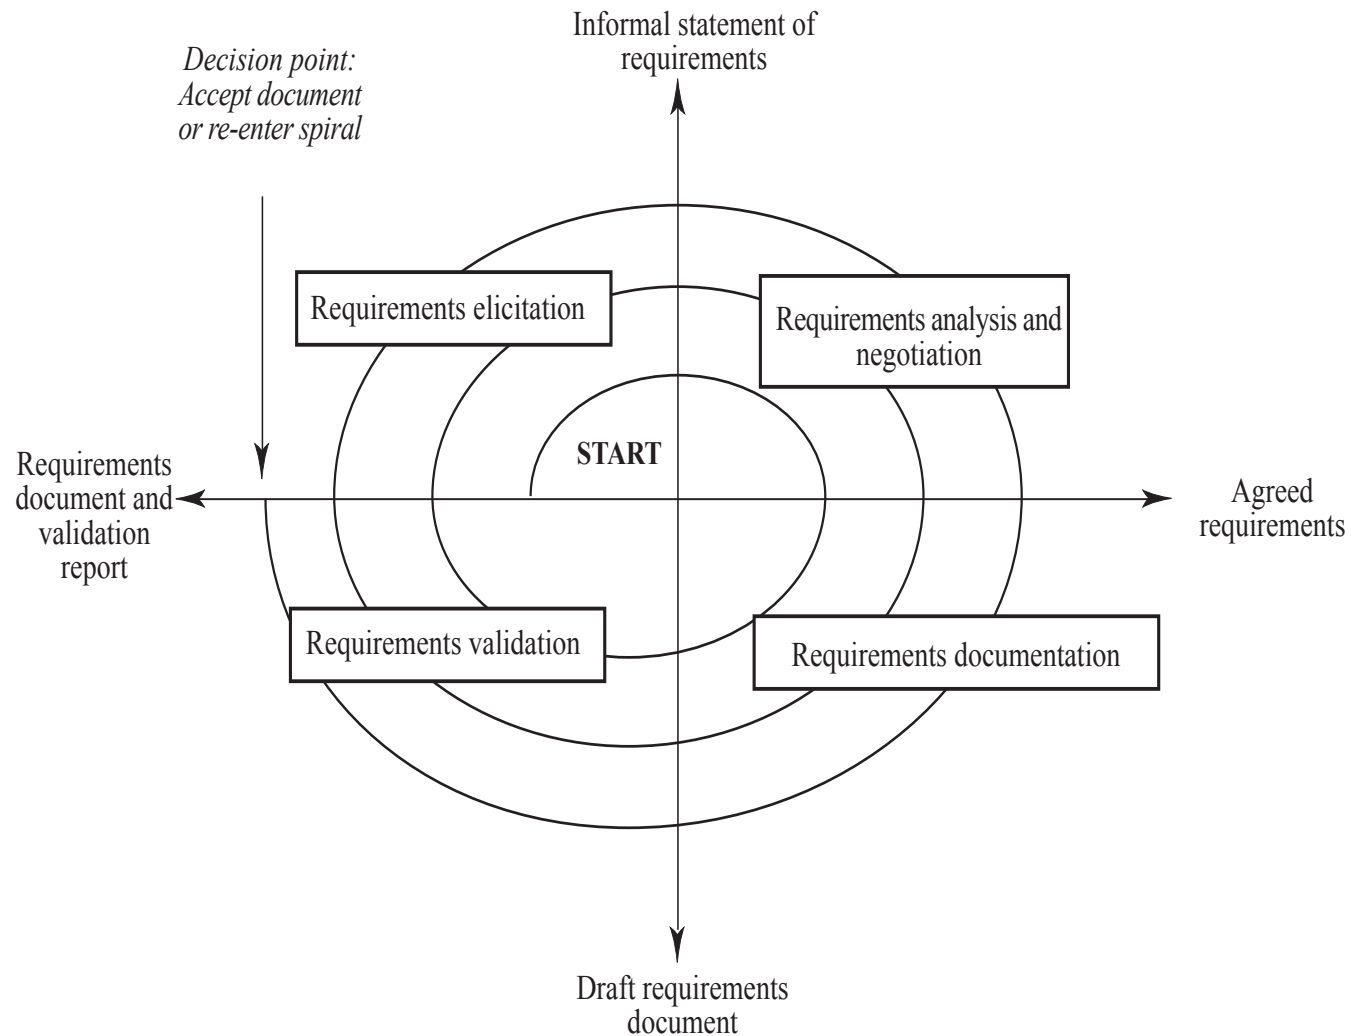 Informal statement of
requirements
Decision point:
Accept document
or re-enter spiral
Requirements elicitation
Requirements analysis and
negotiation
START
Requirements
document and
validation
report
Agreed
requirements
Requirements validation
Requirements documentation
Draft requirements
document